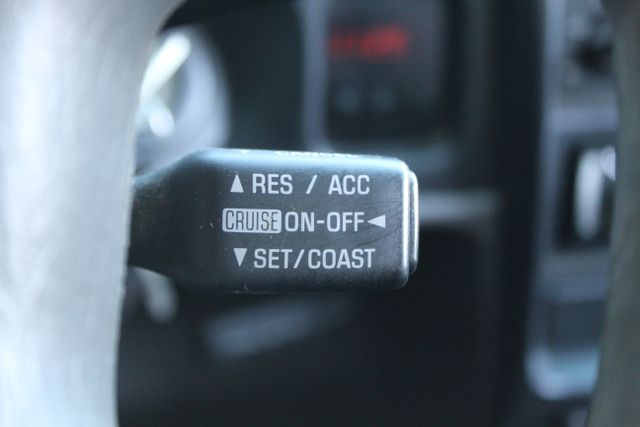 ▲ RES / ACC
CRUISE ON-OFF ◀
▼ SET/COAST